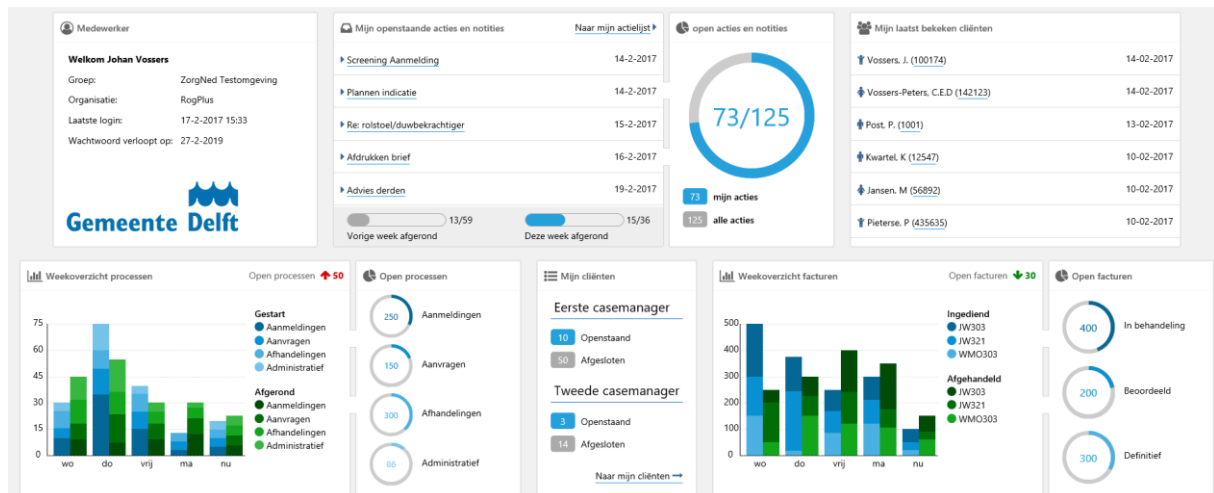 Medewerker
Welkom Johan Vossers
Groep: ZorgNed Testomgeving
Organisatie: RogPlus
Laatste login: 17-2-2017 15:33
Wachtwoord verloopt op: 27-2-2019
Gemeente Delft
Mijn openstaande acties en notities Naar mijn actielijst
Screening Aanmelding 14-2-2017
Plannen indicatie 14-2-2017
Re: rolstoel/duwbekrachtiger 15-2-2017
Afdrukken brief 16-2-2017
Advies derden 19-2-2017
13/59 15/36
Vorige week afgerond Deze week afgerond
open acties en notities
73/125
73 mijn acties
125 alle acties
Mijn laatst bekeken cliënten
Vossers, J. (100174) 14-02-2017
Vossers-Peters, C.E.D (142123) 14-02-2017
Post, P. (1001) 13-02-2017
Kwartel, K (12547) 10-02-2017
Jansen. M (56892) 10-02-2017
Pieterse. P (435635) 10-02-2017
Weekoverzicht processen Open processen 50
75
60
45
30
15
0
wo do vrij ma nu
Gestart
Aanmeldingen
Aanvragen
Afhandelingen
Administratief
Afgerond
Aanmeldingen
Aanvragen
Afhandelingen
Administratief
Open processen
250 Aanmeldingen
150 Aanvragen
300 Afhandelingen
86 Administratief
Mijn cliënten
Eerste casemanager
10 Openstaand
50 Afgesloten
Tweede casemanager
3 Openstaand
14 Afgesloten
Naar mijn cliënten
Weekoverzicht facturen Open facturen 30
500
400
300
200
100
0
wo do vrij ma nu
Ingediend
JW303
JW321
WMO303
Afgehandeld
JW303
JW321
WMO303
Open facturen
400 In behandeling
200 Beoordeeld
300 Definitief